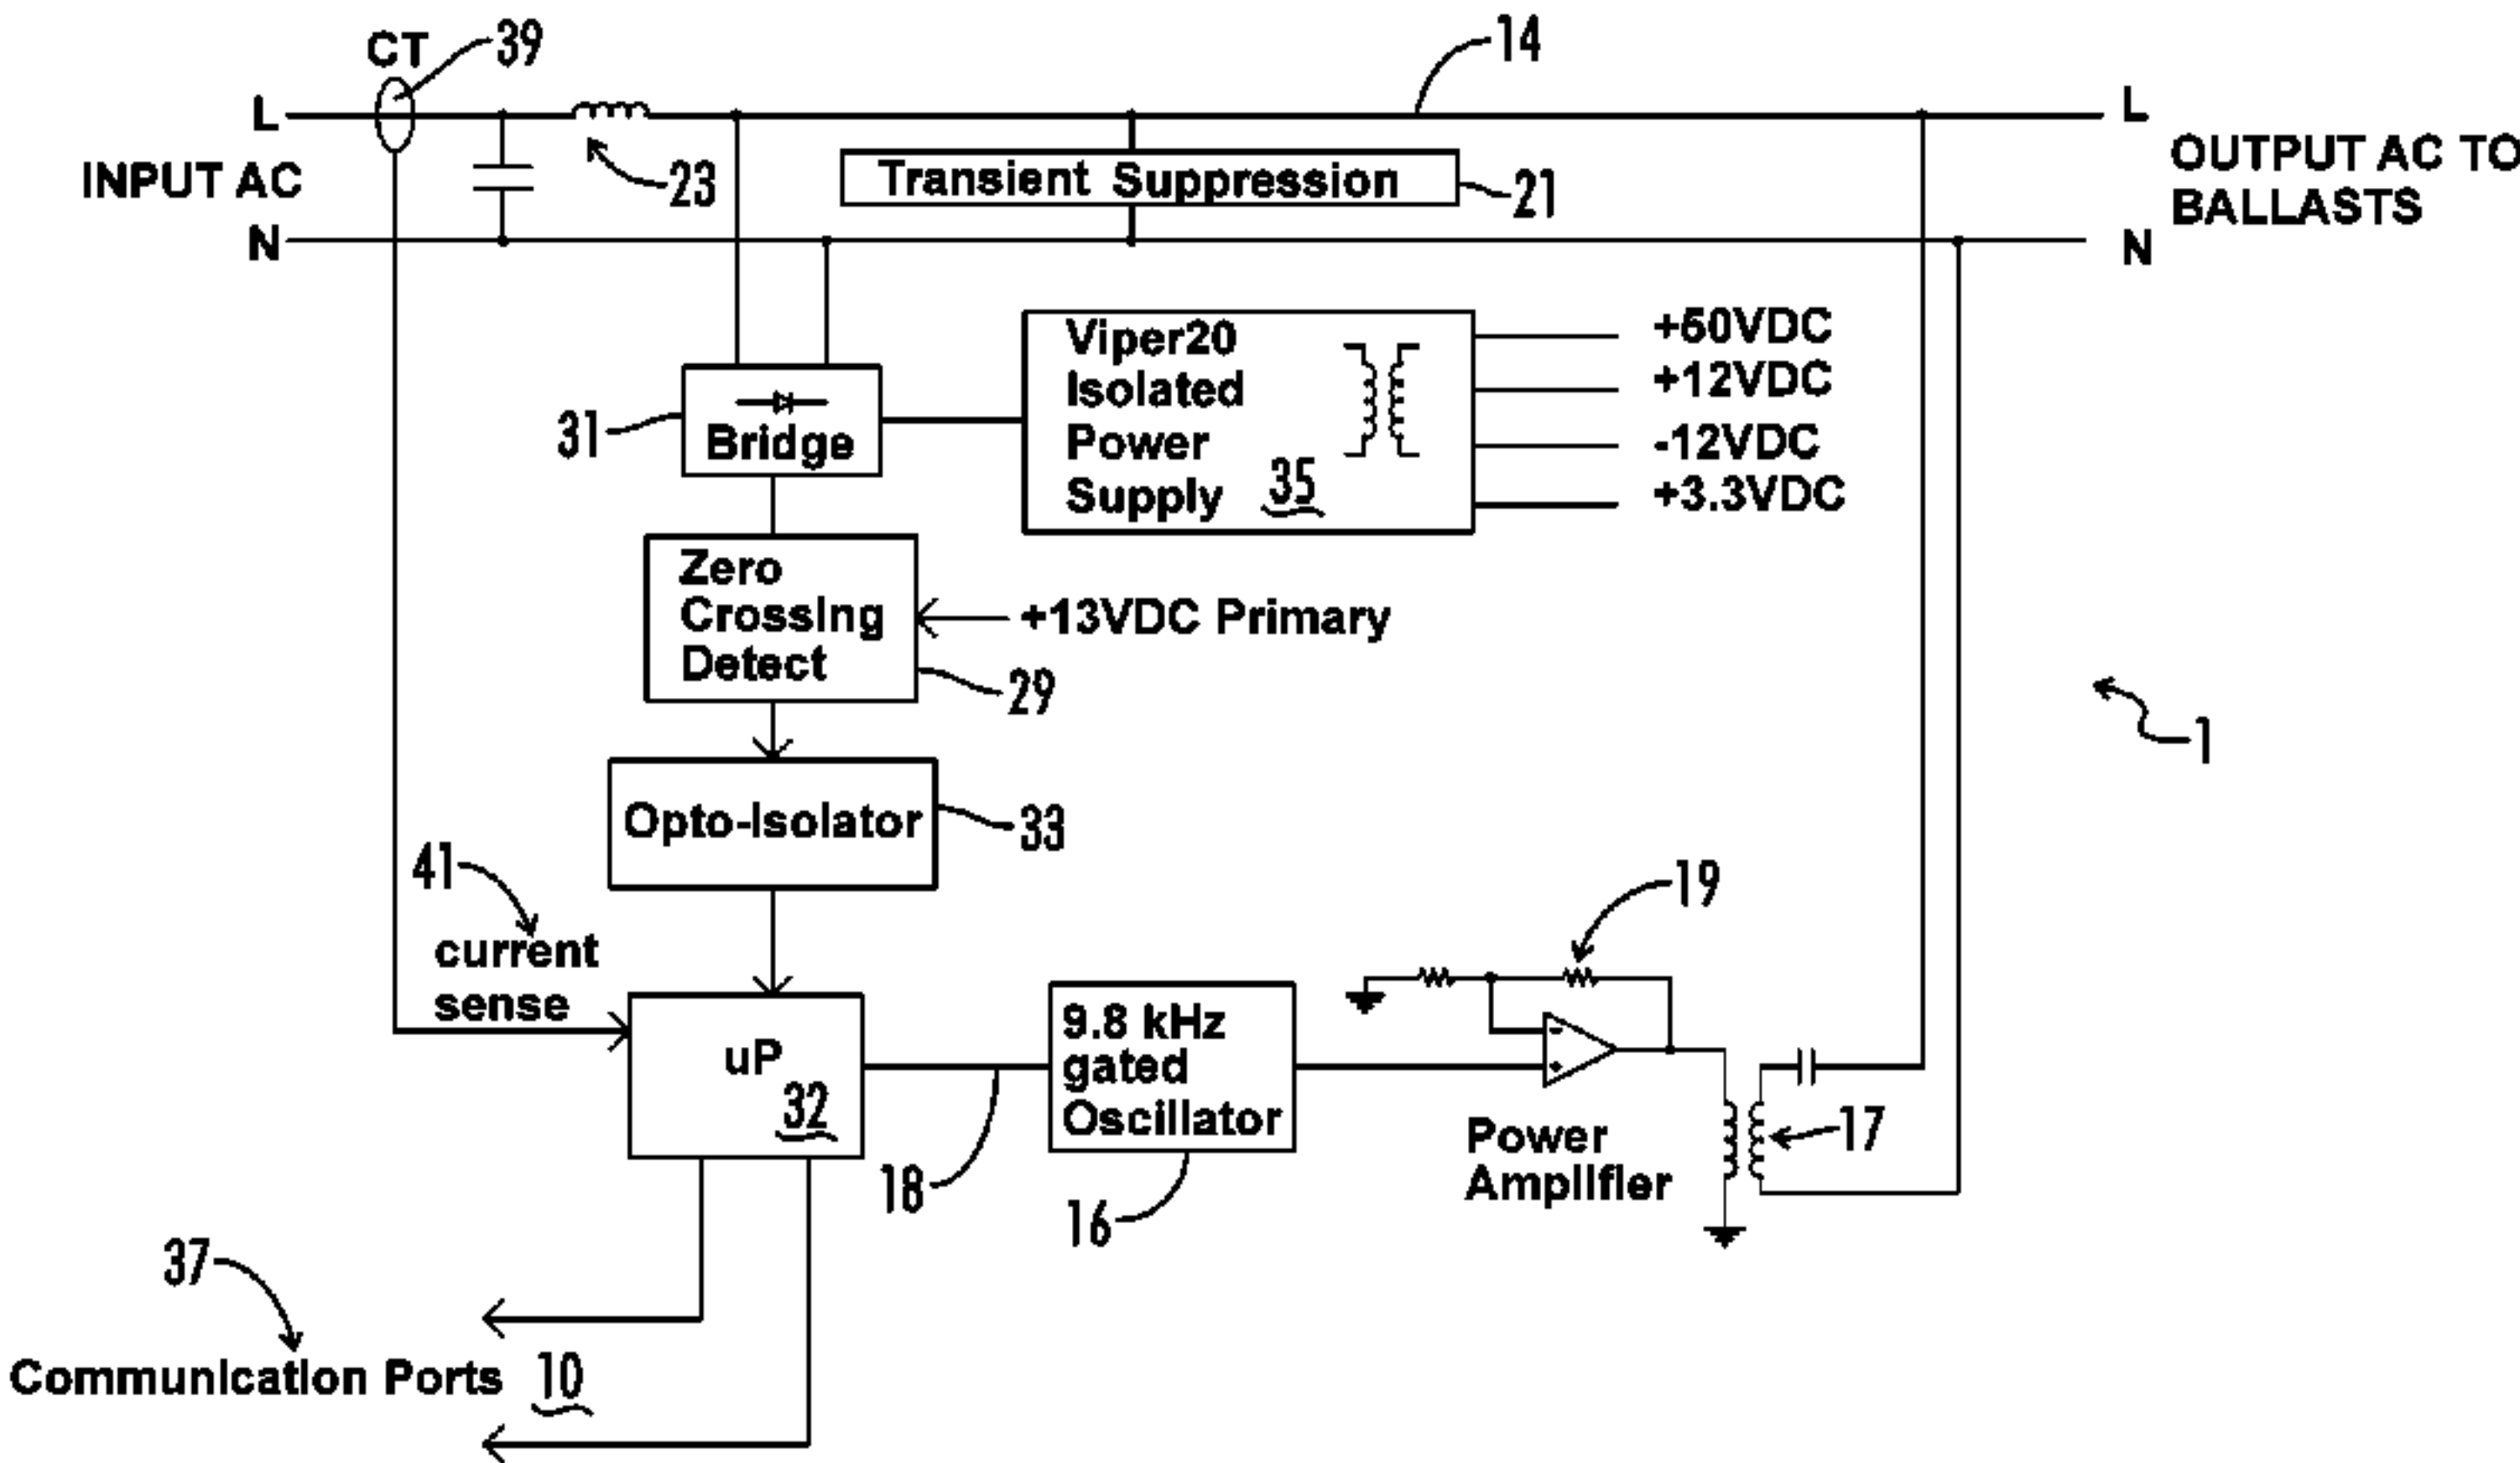 CT
39
14
L
L
INPUT AC
23
Transient Suppression
21
OUTPUT AC TO
BALLASTS
N
N
Viper20
Isolated
Power
Supply
35
+50VDC
+12VDC
-12VDC
+3.3VDC
31
Bridge
Zero
Crossing
Detect
+13VDC Primary
29
1
Opto-Isolator
33
41
current
sense
19
uP
32
9.8 kHz
gated
Oscillator
-
+
Power
Amplifier
17
18
16
37
Communication Ports
10